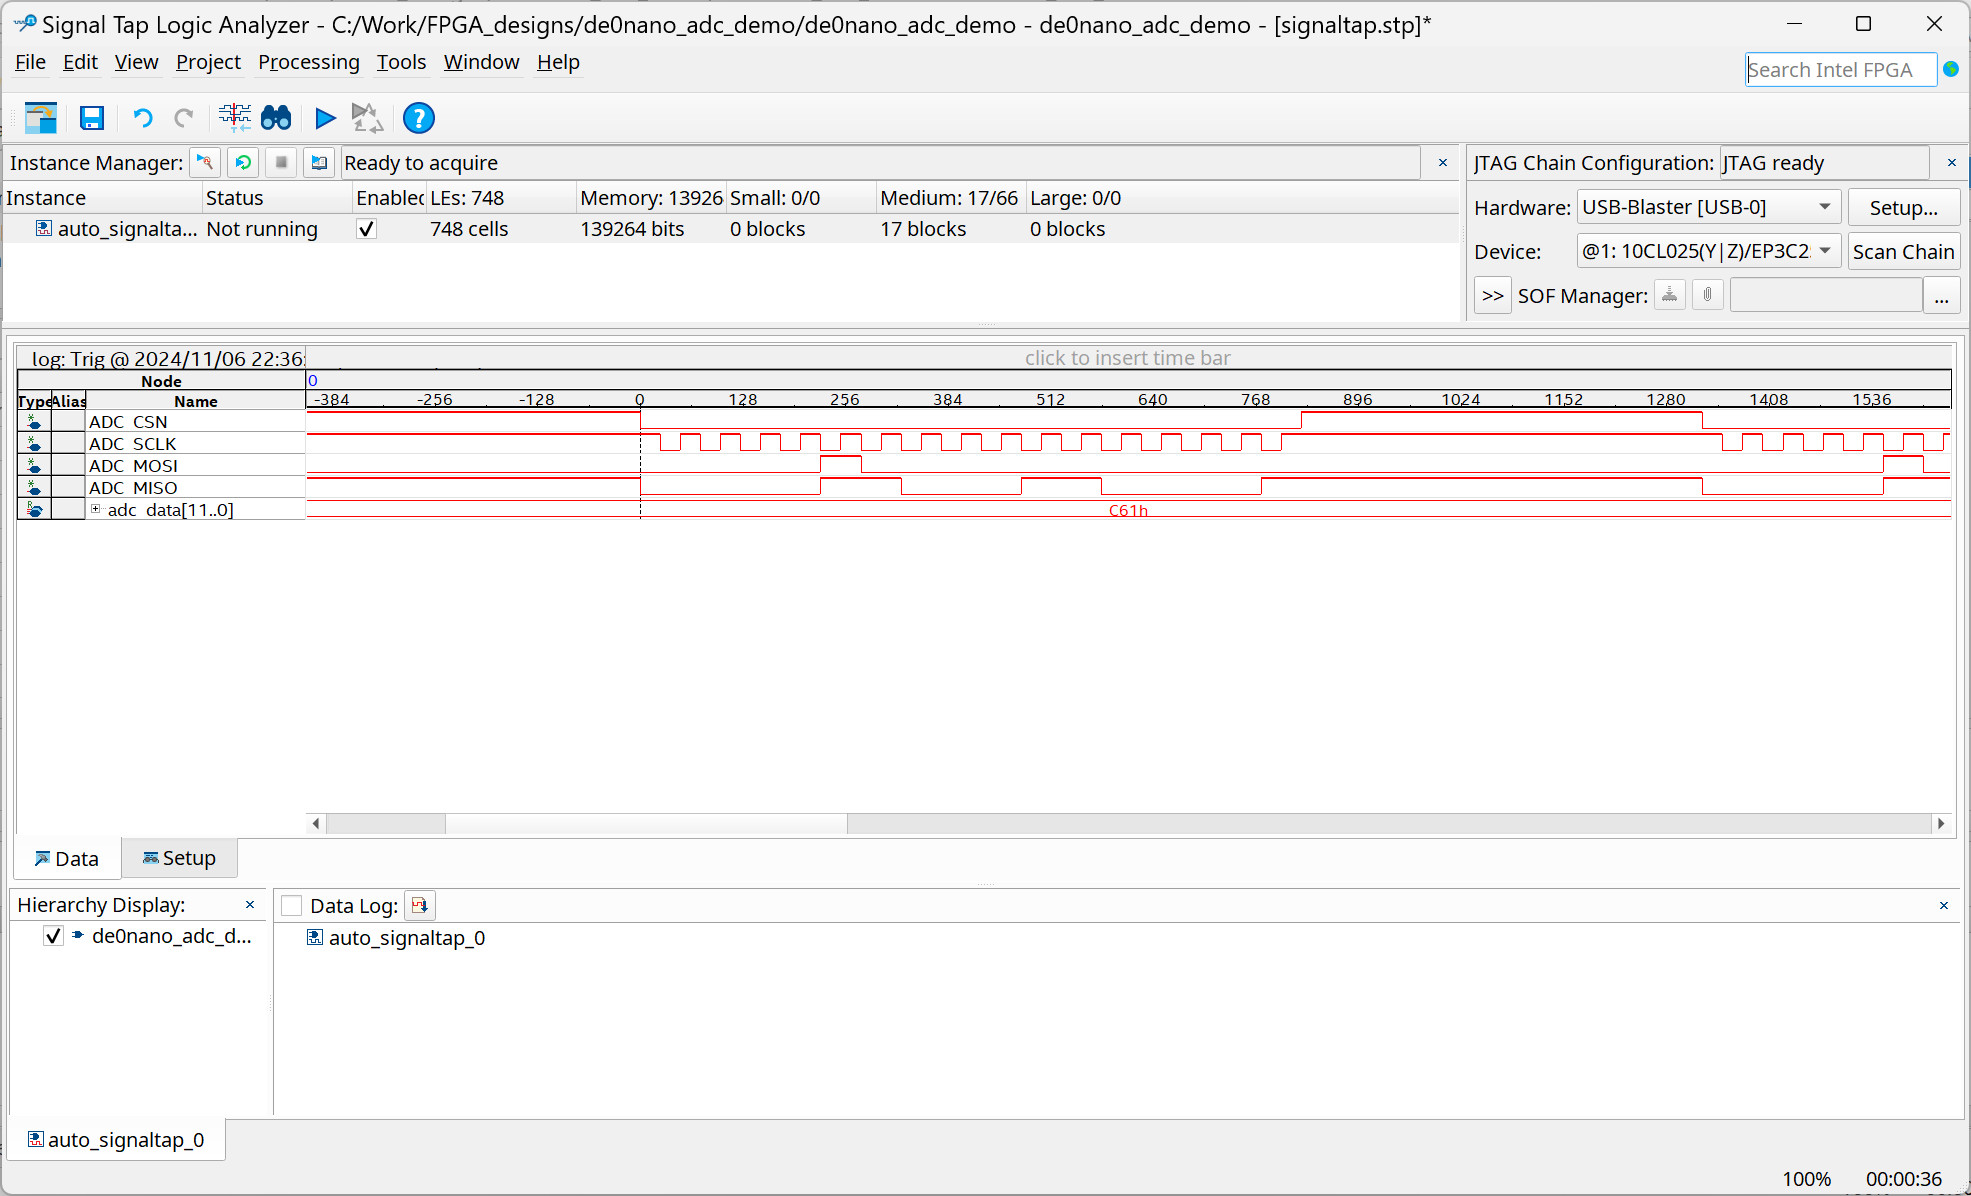 Signal Tap Logic Analyzer - C:/Work/FPGA_designs/de0nano_adc_demo/de0nano_adc_demo - de0nano_adc_demo - [signaltap.stp]*
File Edit View Project Processing Tools Window Help
Search Intel FPGA
Instance Manager: Ready to acquire
JTAG Chain Configuration: JTAG ready
Instance Status Enabled LEs: 748 Memory: 13926 Small: 0/0 Medium: 17/66 Large: 0/0
auto_signalta... Not running 748 cells 139264 bits 0 blocks 17 blocks 0 blocks
Hardware: USB-Blaster [USB-0] Setup...
Device: @1: 10CL025(Y|Z)/EP3C2 Scan Chain
>> SOF Manager: ...
log: Trig @ 2024/11/06 22:36: click to insert time bar
Node 0
Type Alias Name -384 -256 -128 0 128 256 384 512 640 768 896 1024 1152 1280 1408 1536
ADC_CSN
ADC_SCLK
ADC_MOSI
ADC_MISO
adc_data[11..0] C61h
Data Setup
Hierarchy Display: Data Log:
de0nano_adc_d... auto_signaltap_0
auto_signaltap_0
100% 00:00:36